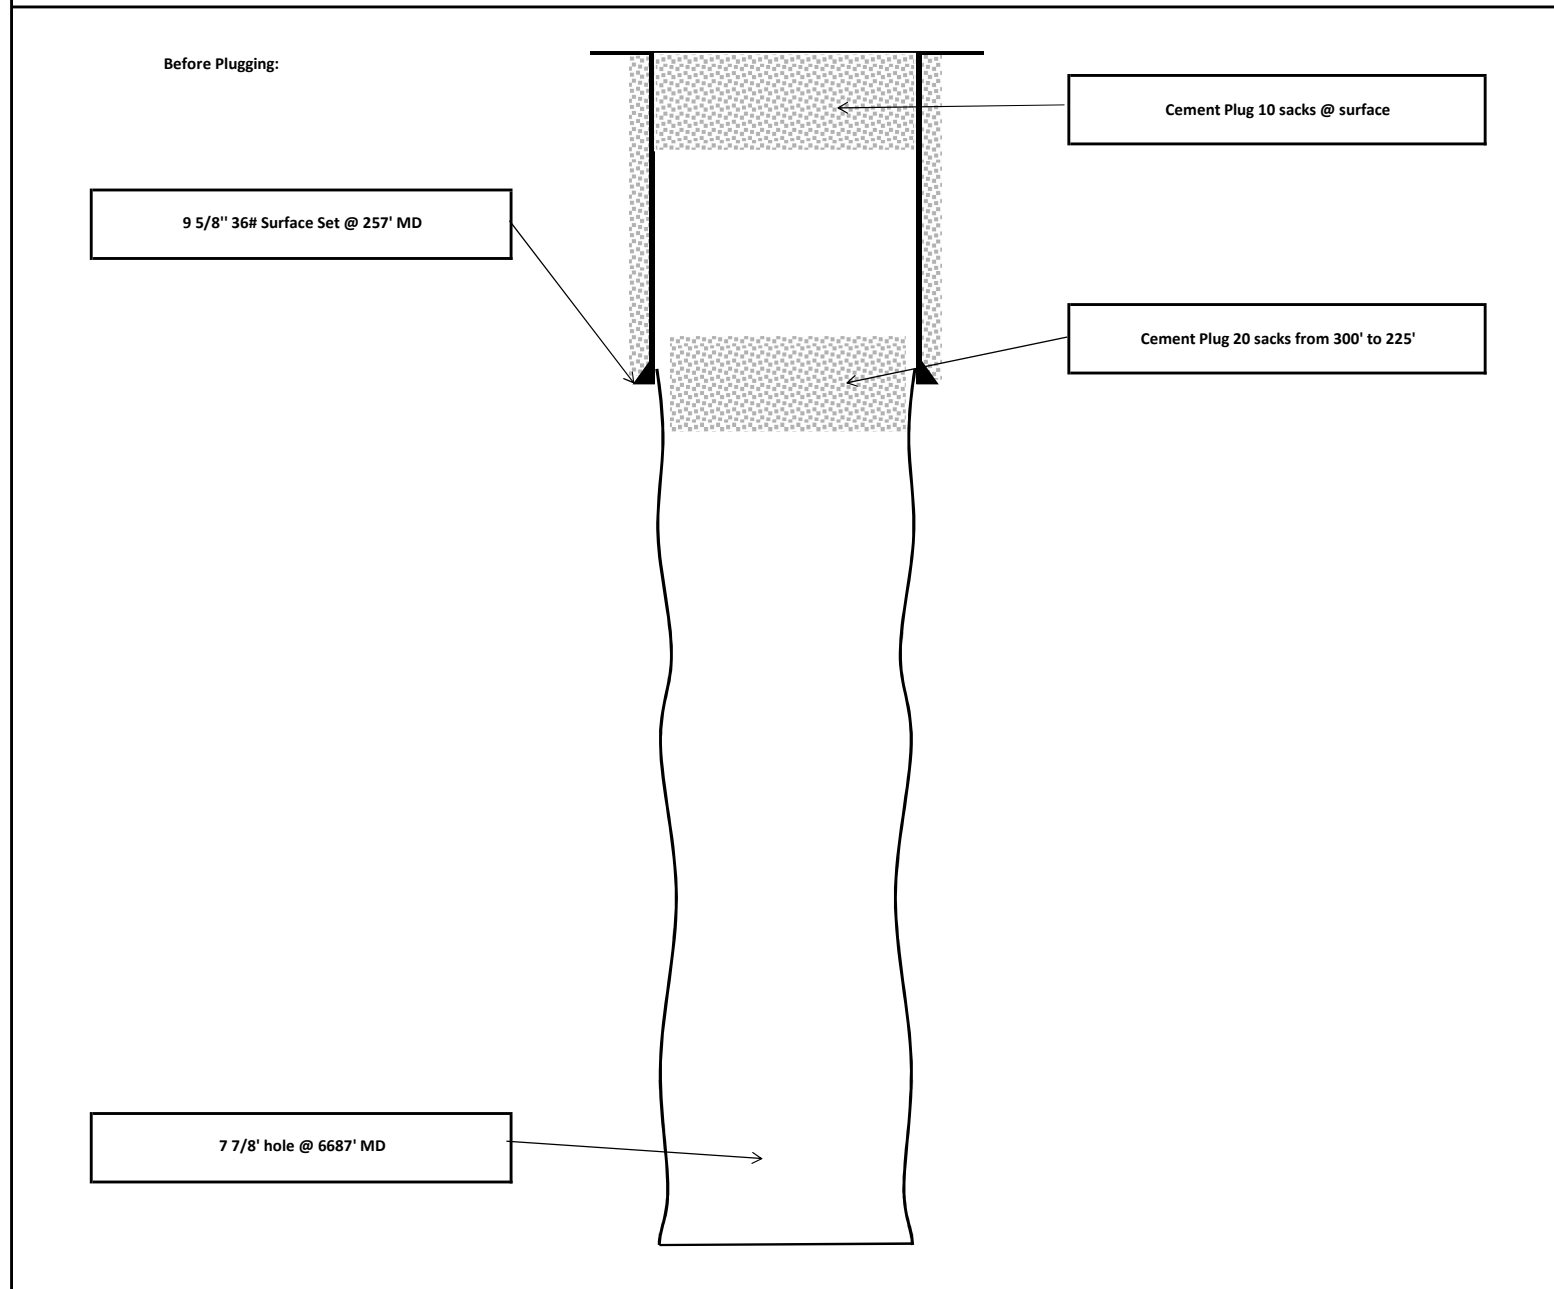 Before Plugging:
Cement Plug 10 sacks @ surface
9 5/8'' 36# Surface Set @ 257' MD
Cement Plug 20 sacks from 300' to 225'
7 7/8' hole @ 6687' MD